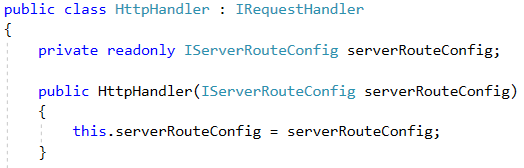 public class HttpHandler : IRequestHandler
{
    private readonly IServerRouteConfig serverRouteConfig;
    public HttpHandler(IServerRouteConfig serverRouteConfig)
    {
        this.serverRouteConfig = serverRouteConfig;
    }